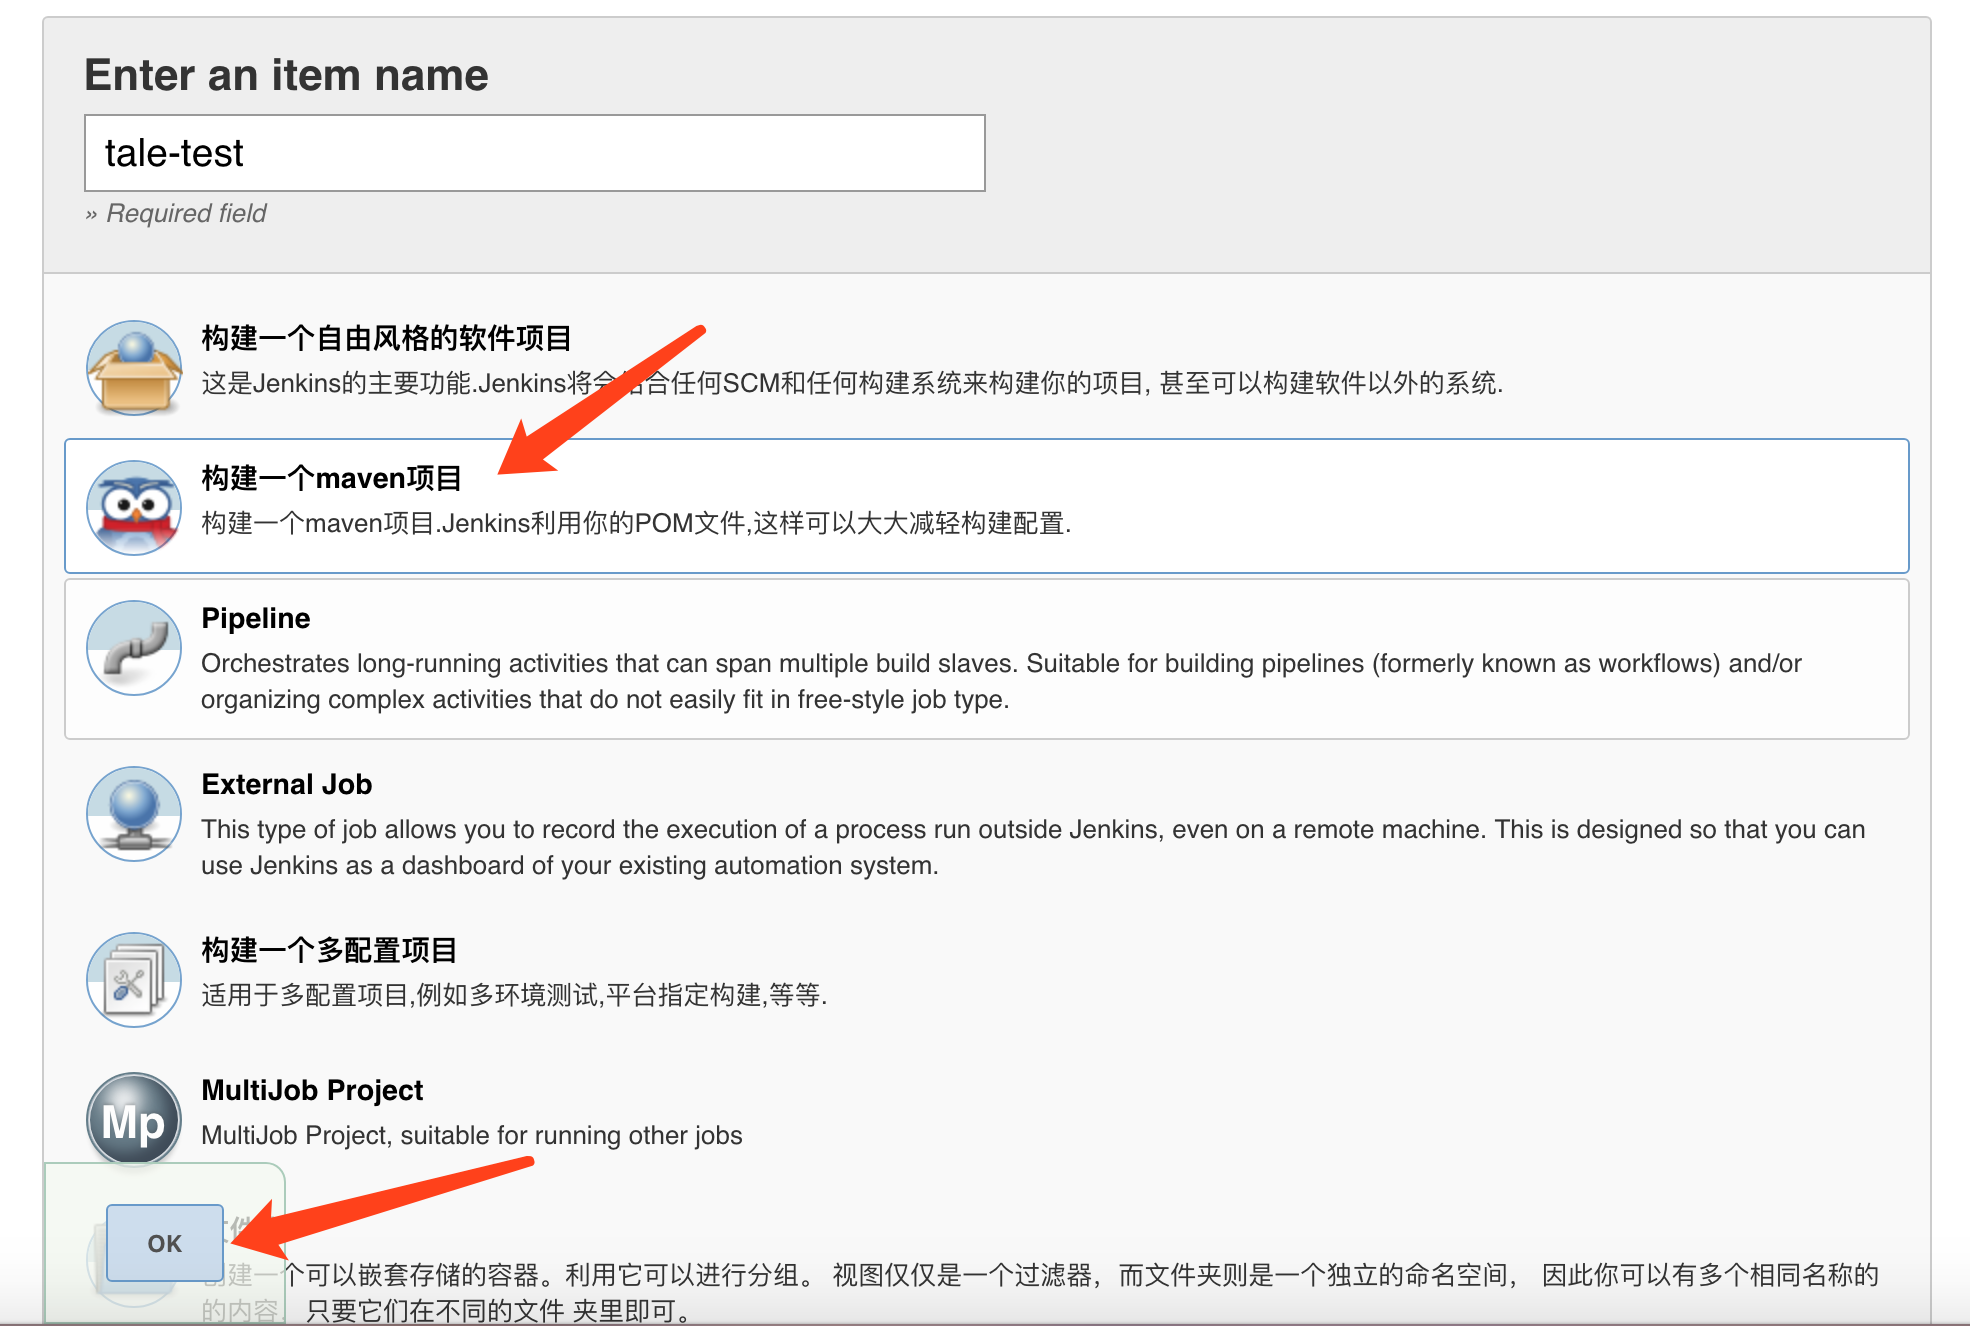 Enter an item name
tale-test
» Required field
构建一个自由风格的软件项目
这是Jenkins的主要功能.Jenkins将会结合任何SCM和任何构建系统来构建你的项目, 甚至可以构建软件以外的系统.
构建一个maven项目
构建一个maven项目.Jenkins利用你的POM文件,这样可以大大减轻构建配置.
Pipeline
Orchestrates long-running activities that can span multiple build slaves. Suitable for building pipelines (formerly known as workflows) and/or
organizing complex activities that do not easily fit in free-style job type.
External Job
This type of job allows you to record the execution of a process run outside Jenkins, even on a remote machine. This is designed so that you can
use Jenkins as a dashboard of your existing automation system.
构建一个多配置项目
适用于多配置项目,例如多环境测试,平台指定构建,等等.
Mp
MultiJob Project
MultiJob Project, suitable for running other jobs
OK
建一个可以嵌套存储的容器。利用它可以进行分组。 视图仅仅是一个过滤器，而文件夹则是一个独立的命名空间， 因此你可以有多个相同名称的
的内容，只要它们在不同的文件 夹里即可。